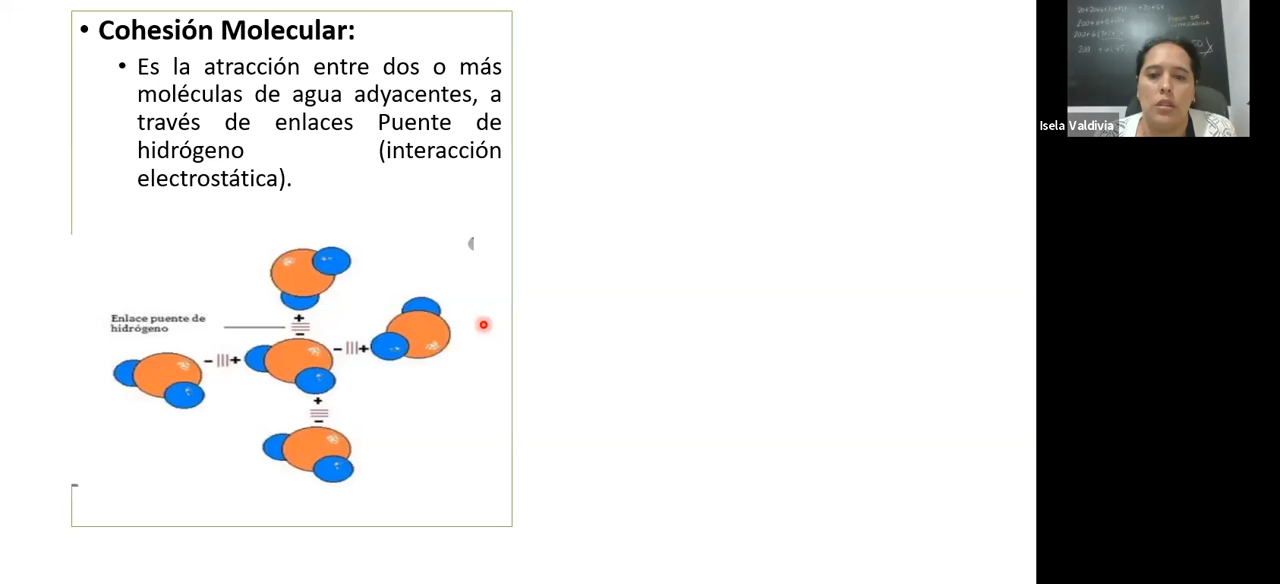 • Cohesión Molecular:
• Es la atracción entre dos o más
moléculas de agua adyacentes, a
través de enlaces Puente de
hidrógeno (interacción
electrostática).
Enlace puente de
hidrógeno
+
-
- +
- +
+
-
Isela Valdivia